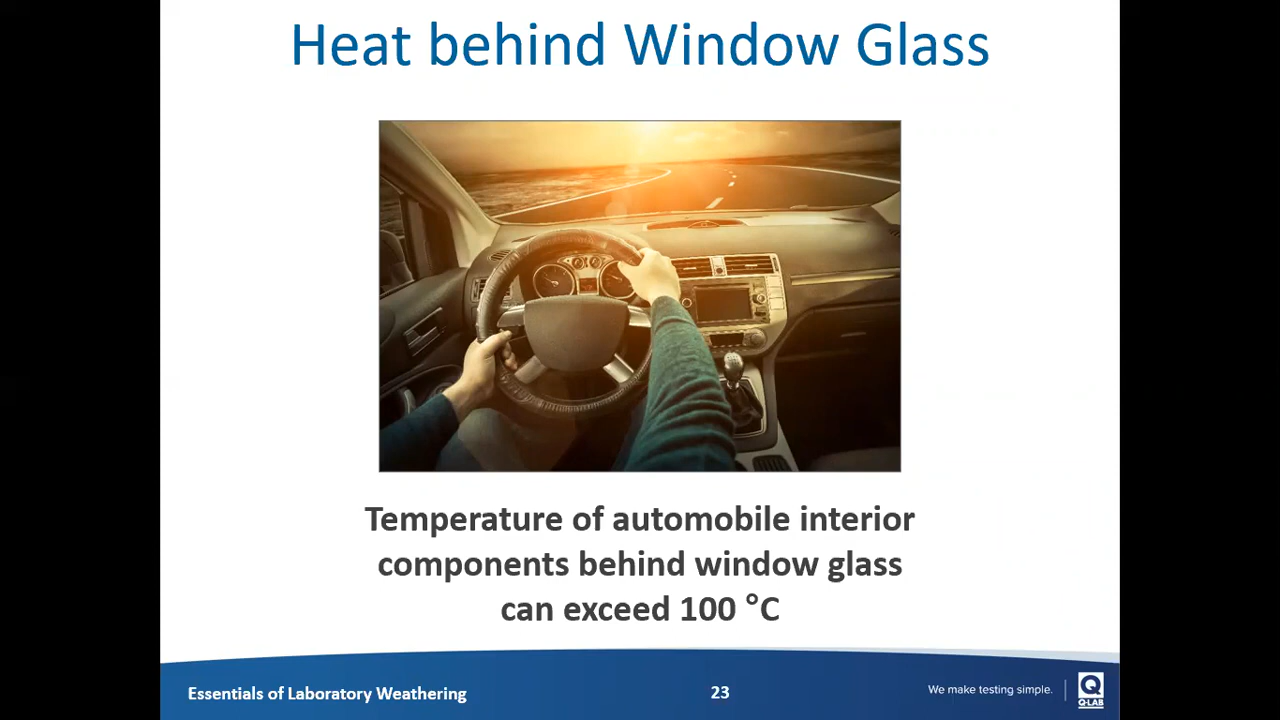 Heat behind Window Glass
Temperature of automobile interior
components behind window glass
can exceed 100 °C
Essentials of Laboratory Weathering
23
We make testing simple.
Q
Q-LAB